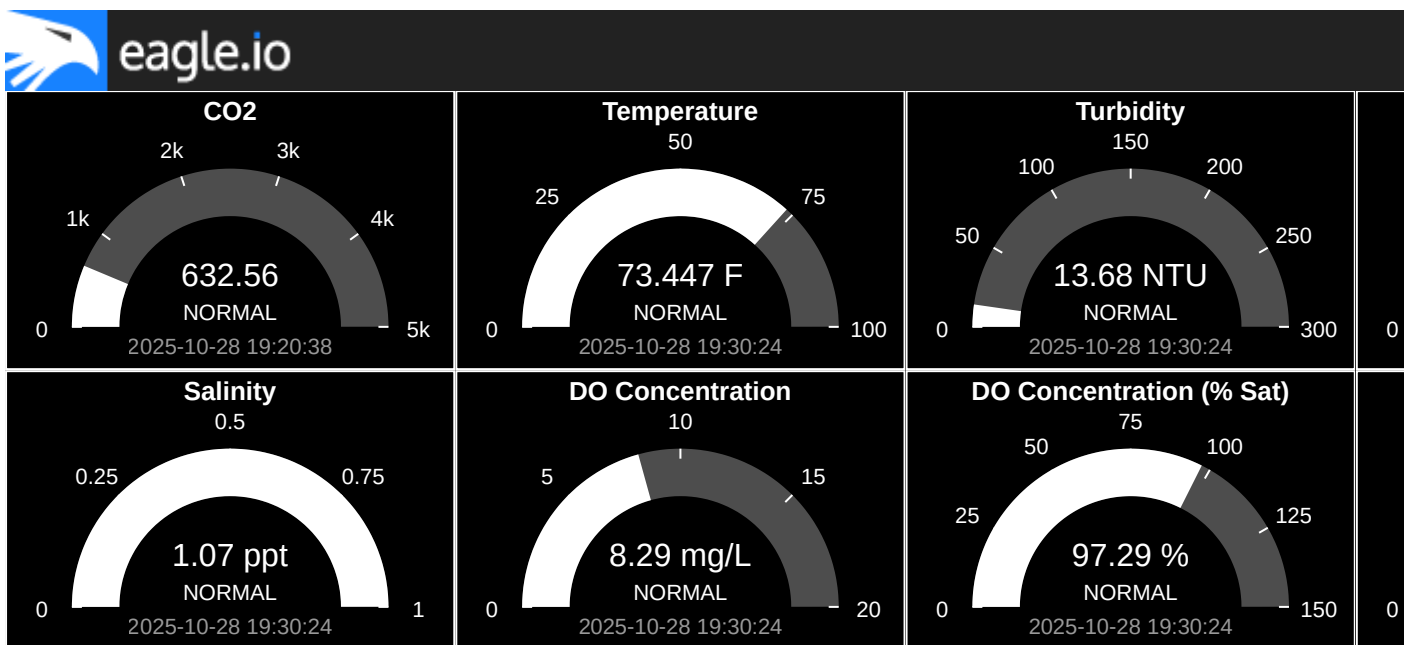 eagle.io
CO2
2k
3k
1k
4k
632.56
NORMAL
0
5k
2025-10-28 19:20:38
Temperature
50
25
75
73.447 F
NORMAL
0
100
2025-10-28 19:30:24
Turbidity
150
100
200
50
250
13.68 NTU
NORMAL
0
300
2025-10-28 19:30:24
0
Salinity
0.5
0.25
0.75
1.07 ppt
NORMAL
0
1
2025-10-28 19:30:24
DO Concentration
10
5
15
8.29 mg/L
NORMAL
0
20
2025-10-28 19:30:24
DO Concentration (% Sat)
75
50
100
25
125
97.29 %
NORMAL
0
150
2025-10-28 19:30:24
0